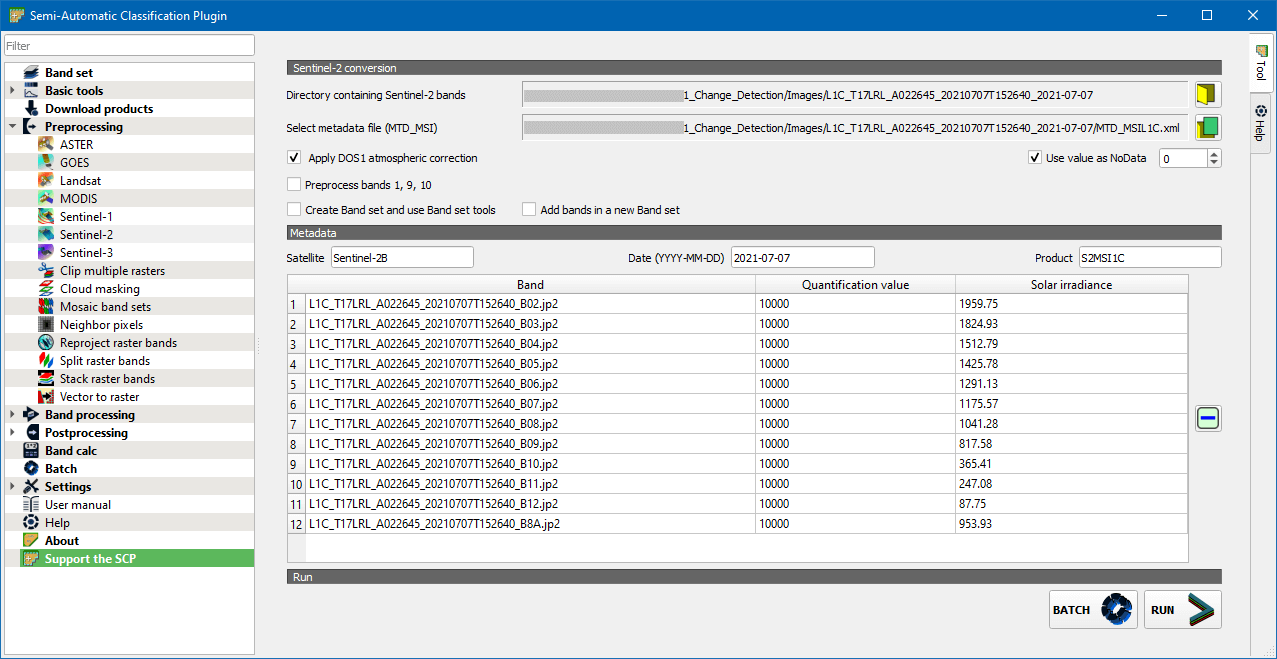 Semi-Automatic Classification Plugin
Filter
Band set
Basic tools
Download products
Preprocessing
ASTER
GOES
Landsat
MODIS
Sentinel-1
Sentinel-2
Sentinel-3
Clip multiple rasters
Cloud masking
Mosaic band sets
Neighbor pixels
Reproject raster bands
Split raster bands
Stack raster bands
Vector to raster
Band processing
Postprocessing
Band calc
Batch
Settings
User manual
Help
About
Support the SCP
Sentinel-2 conversion
Directory containing Sentinel-2 bands 1_Change_Detection/Images/L1C_T17LRL_A022645_20210707T152640_2021-07-07
Select metadata file (MTD_MSI) 1_Change_Detection/Images/L1C_T17LRL_A022645_20210707T152640_2021-07-07/MTD_MSIL1C.xml
Apply DOS1 atmospheric correction Use value as NoData 0
Preprocess bands 1, 9, 10
Create Band set and use Band set tools Add bands in a new Band set
Metadata
Satellite Sentinel-2B Date (YYYY-MM-DD) 2021-07-07 Product S2MSI1C
Band Quantification value Solar irradiance
1 L1C_T17LRL_A022645_20210707T152640_B02.jp2 10000 1959.75
2 L1C_T17LRL_A022645_20210707T152640_B03.jp2 10000 1824.93
3 L1C_T17LRL_A022645_20210707T152640_B04.jp2 10000 1512.79
4 L1C_T17LRL_A022645_20210707T152640_B05.jp2 10000 1425.78
5 L1C_T17LRL_A022645_20210707T152640_B06.jp2 10000 1291.13
6 L1C_T17LRL_A022645_20210707T152640_B07.jp2 10000 1175.57
7 L1C_T17LRL_A022645_20210707T152640_B08.jp2 10000 1041.28
8 L1C_T17LRL_A022645_20210707T152640_B09.jp2 10000 817.58
9 L1C_T17LRL_A022645_20210707T152640_B10.jp2 10000 365.41
10 L1C_T17LRL_A022645_20210707T152640_B11.jp2 10000 247.08
11 L1C_T17LRL_A022645_20210707T152640_B12.jp2 10000 87.75
12 L1C_T17LRL_A022645_20210707T152640_B8A.jp2 10000 953.93
Run
BATCH RUN
Tool
Help